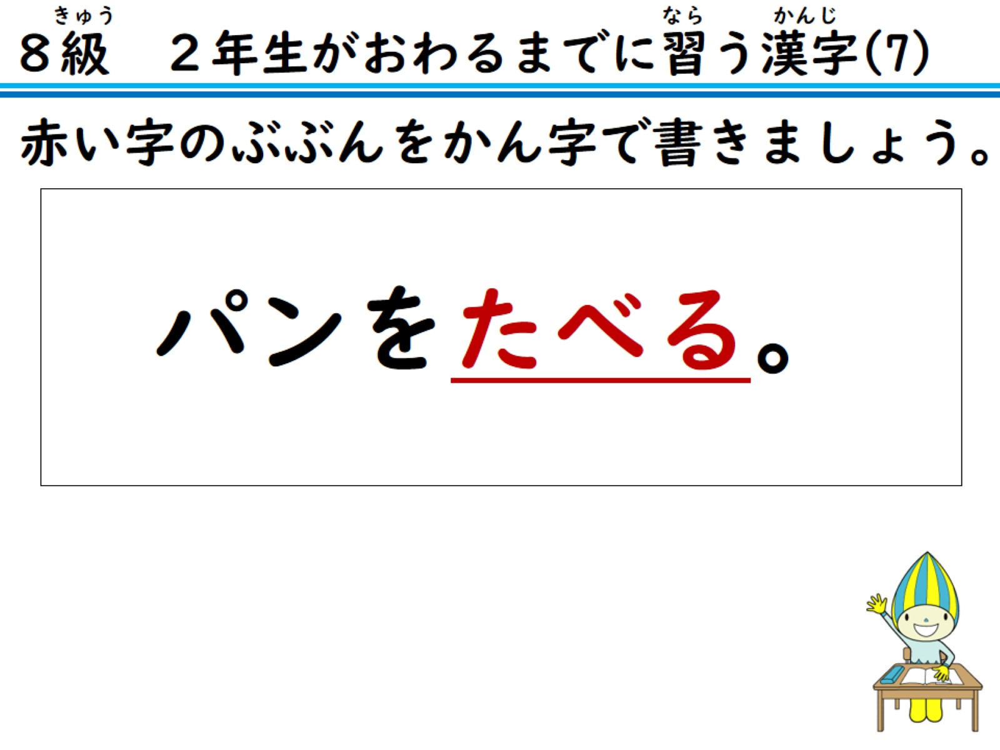 きゅう なら かんじ
８級　２年生がおわるまでに習う漢字(7)
赤い字のぶぶんをかん字で書きましょう。
パンをたべる。